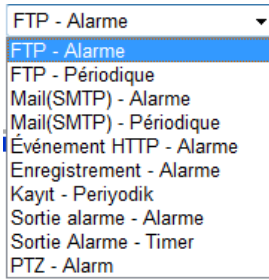 FTP - Alarme
FTP - Alarme
FTP - Périodique
Mail(SMTP) - Alarme
Mail(SMTP) - Périodique
Événement HTTP - Alarme
Enregistrement - Alarme
Kayıt - Periyodik
Sortie alarme - Alarme
Sortie Alarme - Timer
PTZ - Alarm